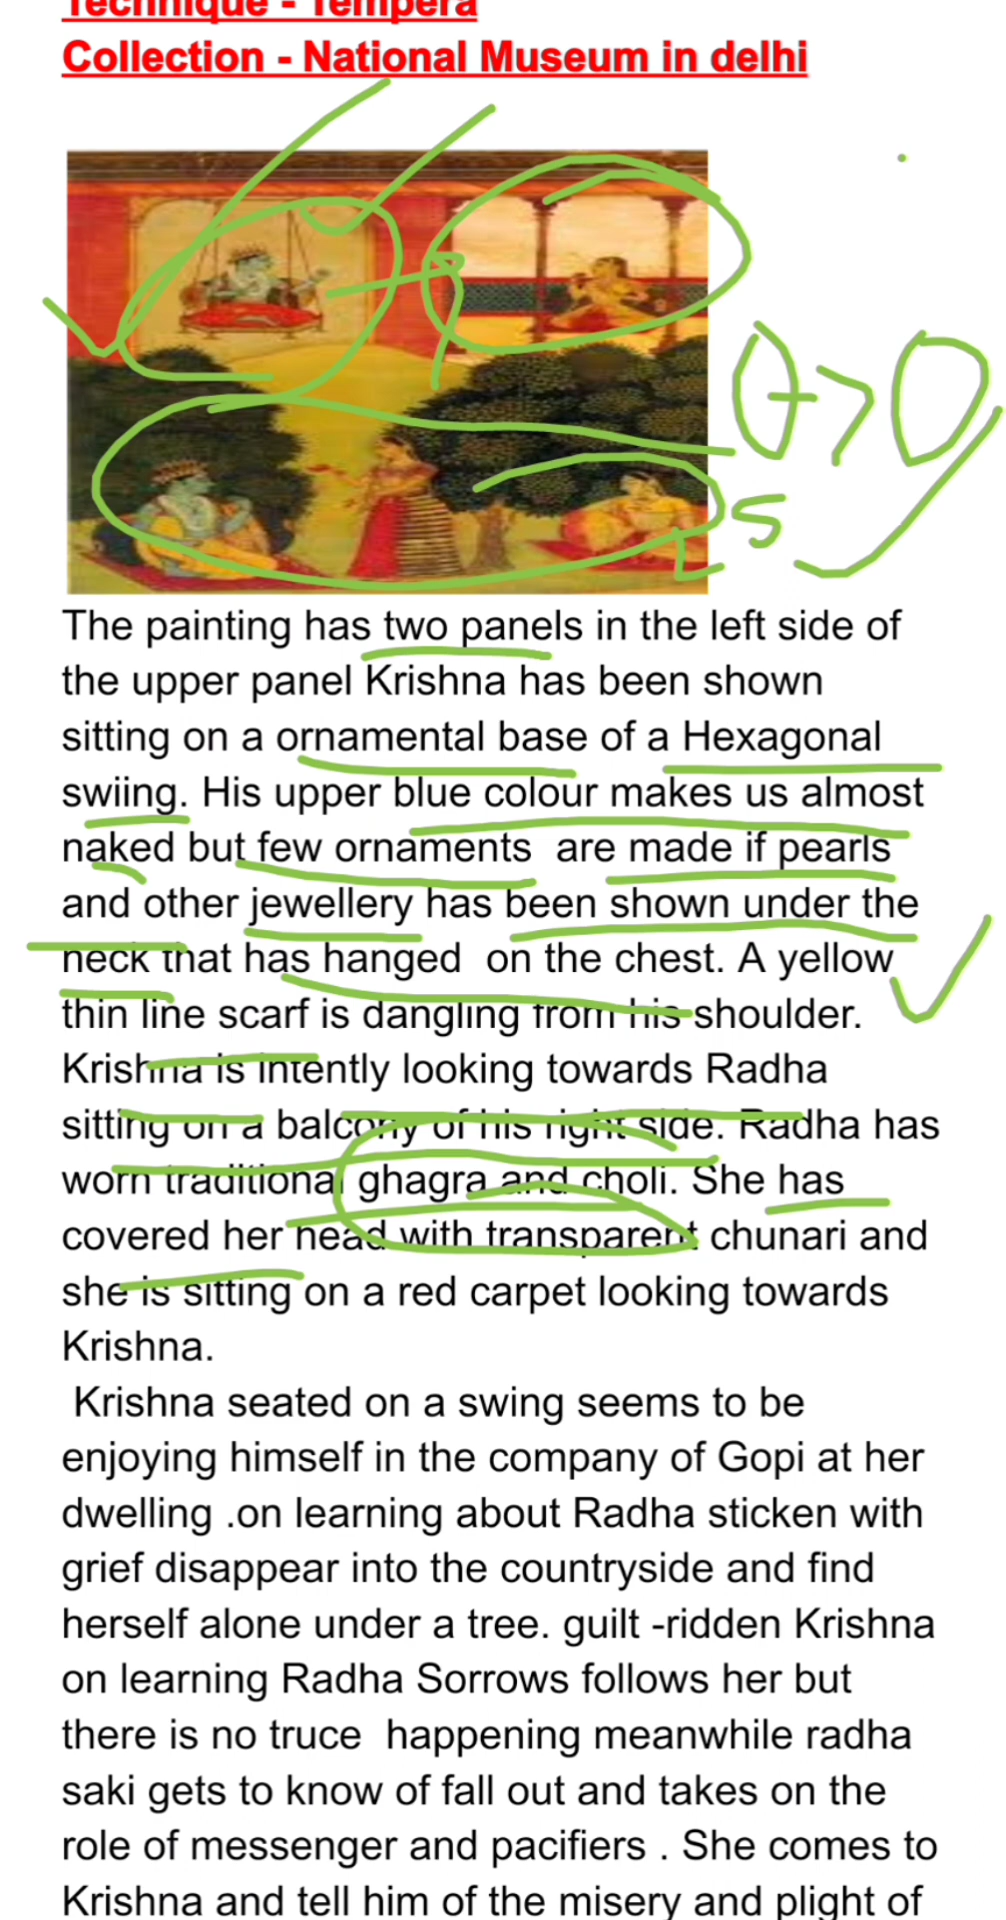 Technique - Tempera
Collection - National Museum in delhi
The painting has two panels in the left side of
the upper panel Krishna has been shown
sitting on a ornamental base of a Hexagonal
swiing. His upper blue colour makes us almost
naked but few ornaments are made if pearls
and other jewellery has been shown under the
neck that has hanged on the chest. A yellow
thin line scarf is dangling from his shoulder.
Krishna is intently looking towards Radha
sitting on a balcony of his right side. Radha has
worn traditional ghagra and choli. She has
covered her head with transparent chunari and
she is sitting on a red carpet looking towards
Krishna.
Krishna seated on a swing seems to be
enjoying himself in the company of Gopi at her
dwelling .on learning about Radha sticken with
grief disappear into the countryside and find
herself alone under a tree. guilt -ridden Krishna
on learning Radha Sorrows follows her but
there is no truce happening meanwhile radha
saki gets to know of fall out and takes on the
role of messenger and pacifiers . She comes to
Krishna and tell him of the misery and plight of